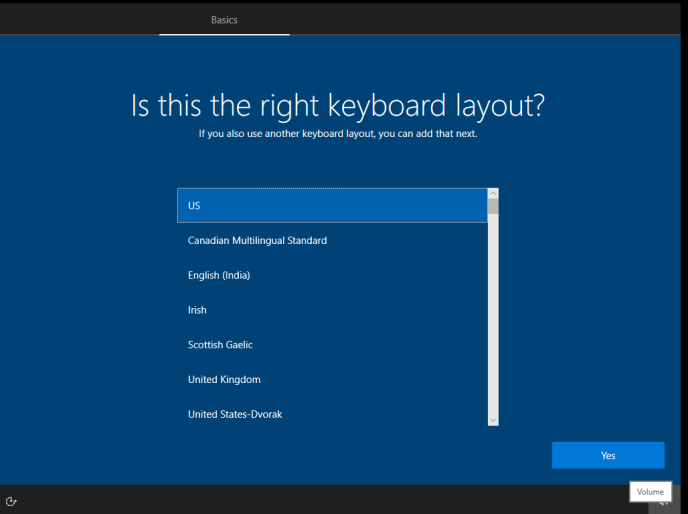 Basics
Is this the right keyboard layout?
If you also use another keyboard layout, you can add that next.
US
Canadian Multilingual Standard
English (India)
Irish
Scottish Gaelic
United Kingdom
United States-Dvorak
Yes
Volume